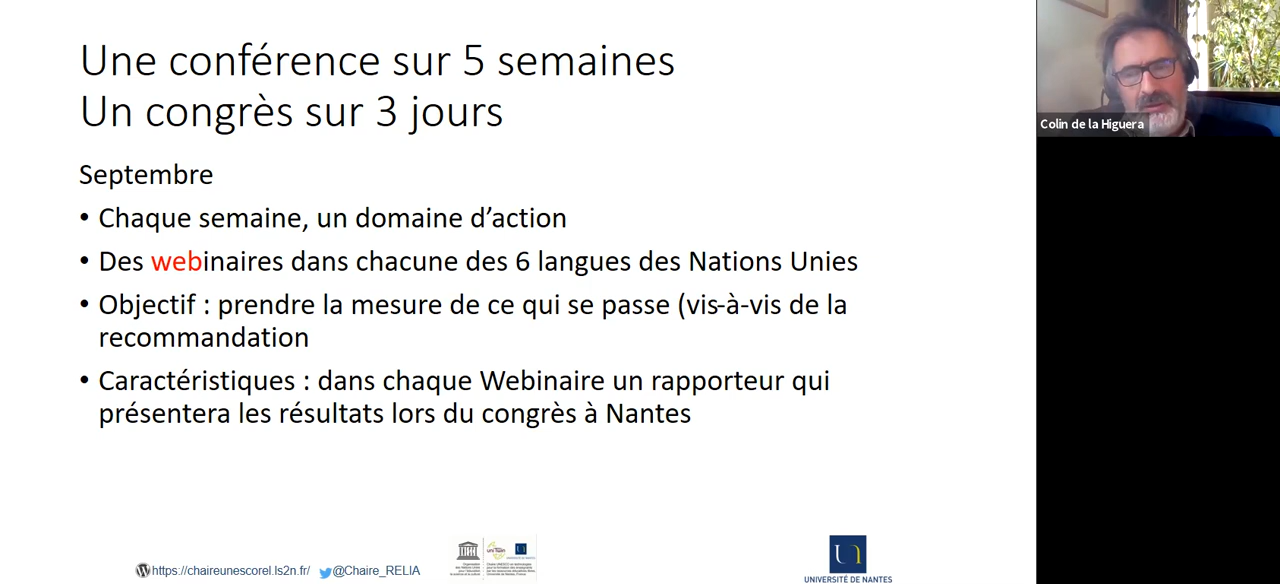 Une conférence sur 5 semaines
Un congrès sur 3 jours
Septembre
• Chaque semaine, un domaine d’action
• Des webinaires dans chacune des 6 langues des Nations Unies
• Objectif : prendre la mesure de ce qui se passe (vis-à-vis de la
recommandation
• Caractéristiques : dans chaque Webinaire un rapporteur qui
présentera les résultats lors du congrès à Nantes
Colin de la Higuera
https://chaireunescorel.ls2n.fr/ @Chaire_RELIA
UNIVERSITÉ DE NANTES